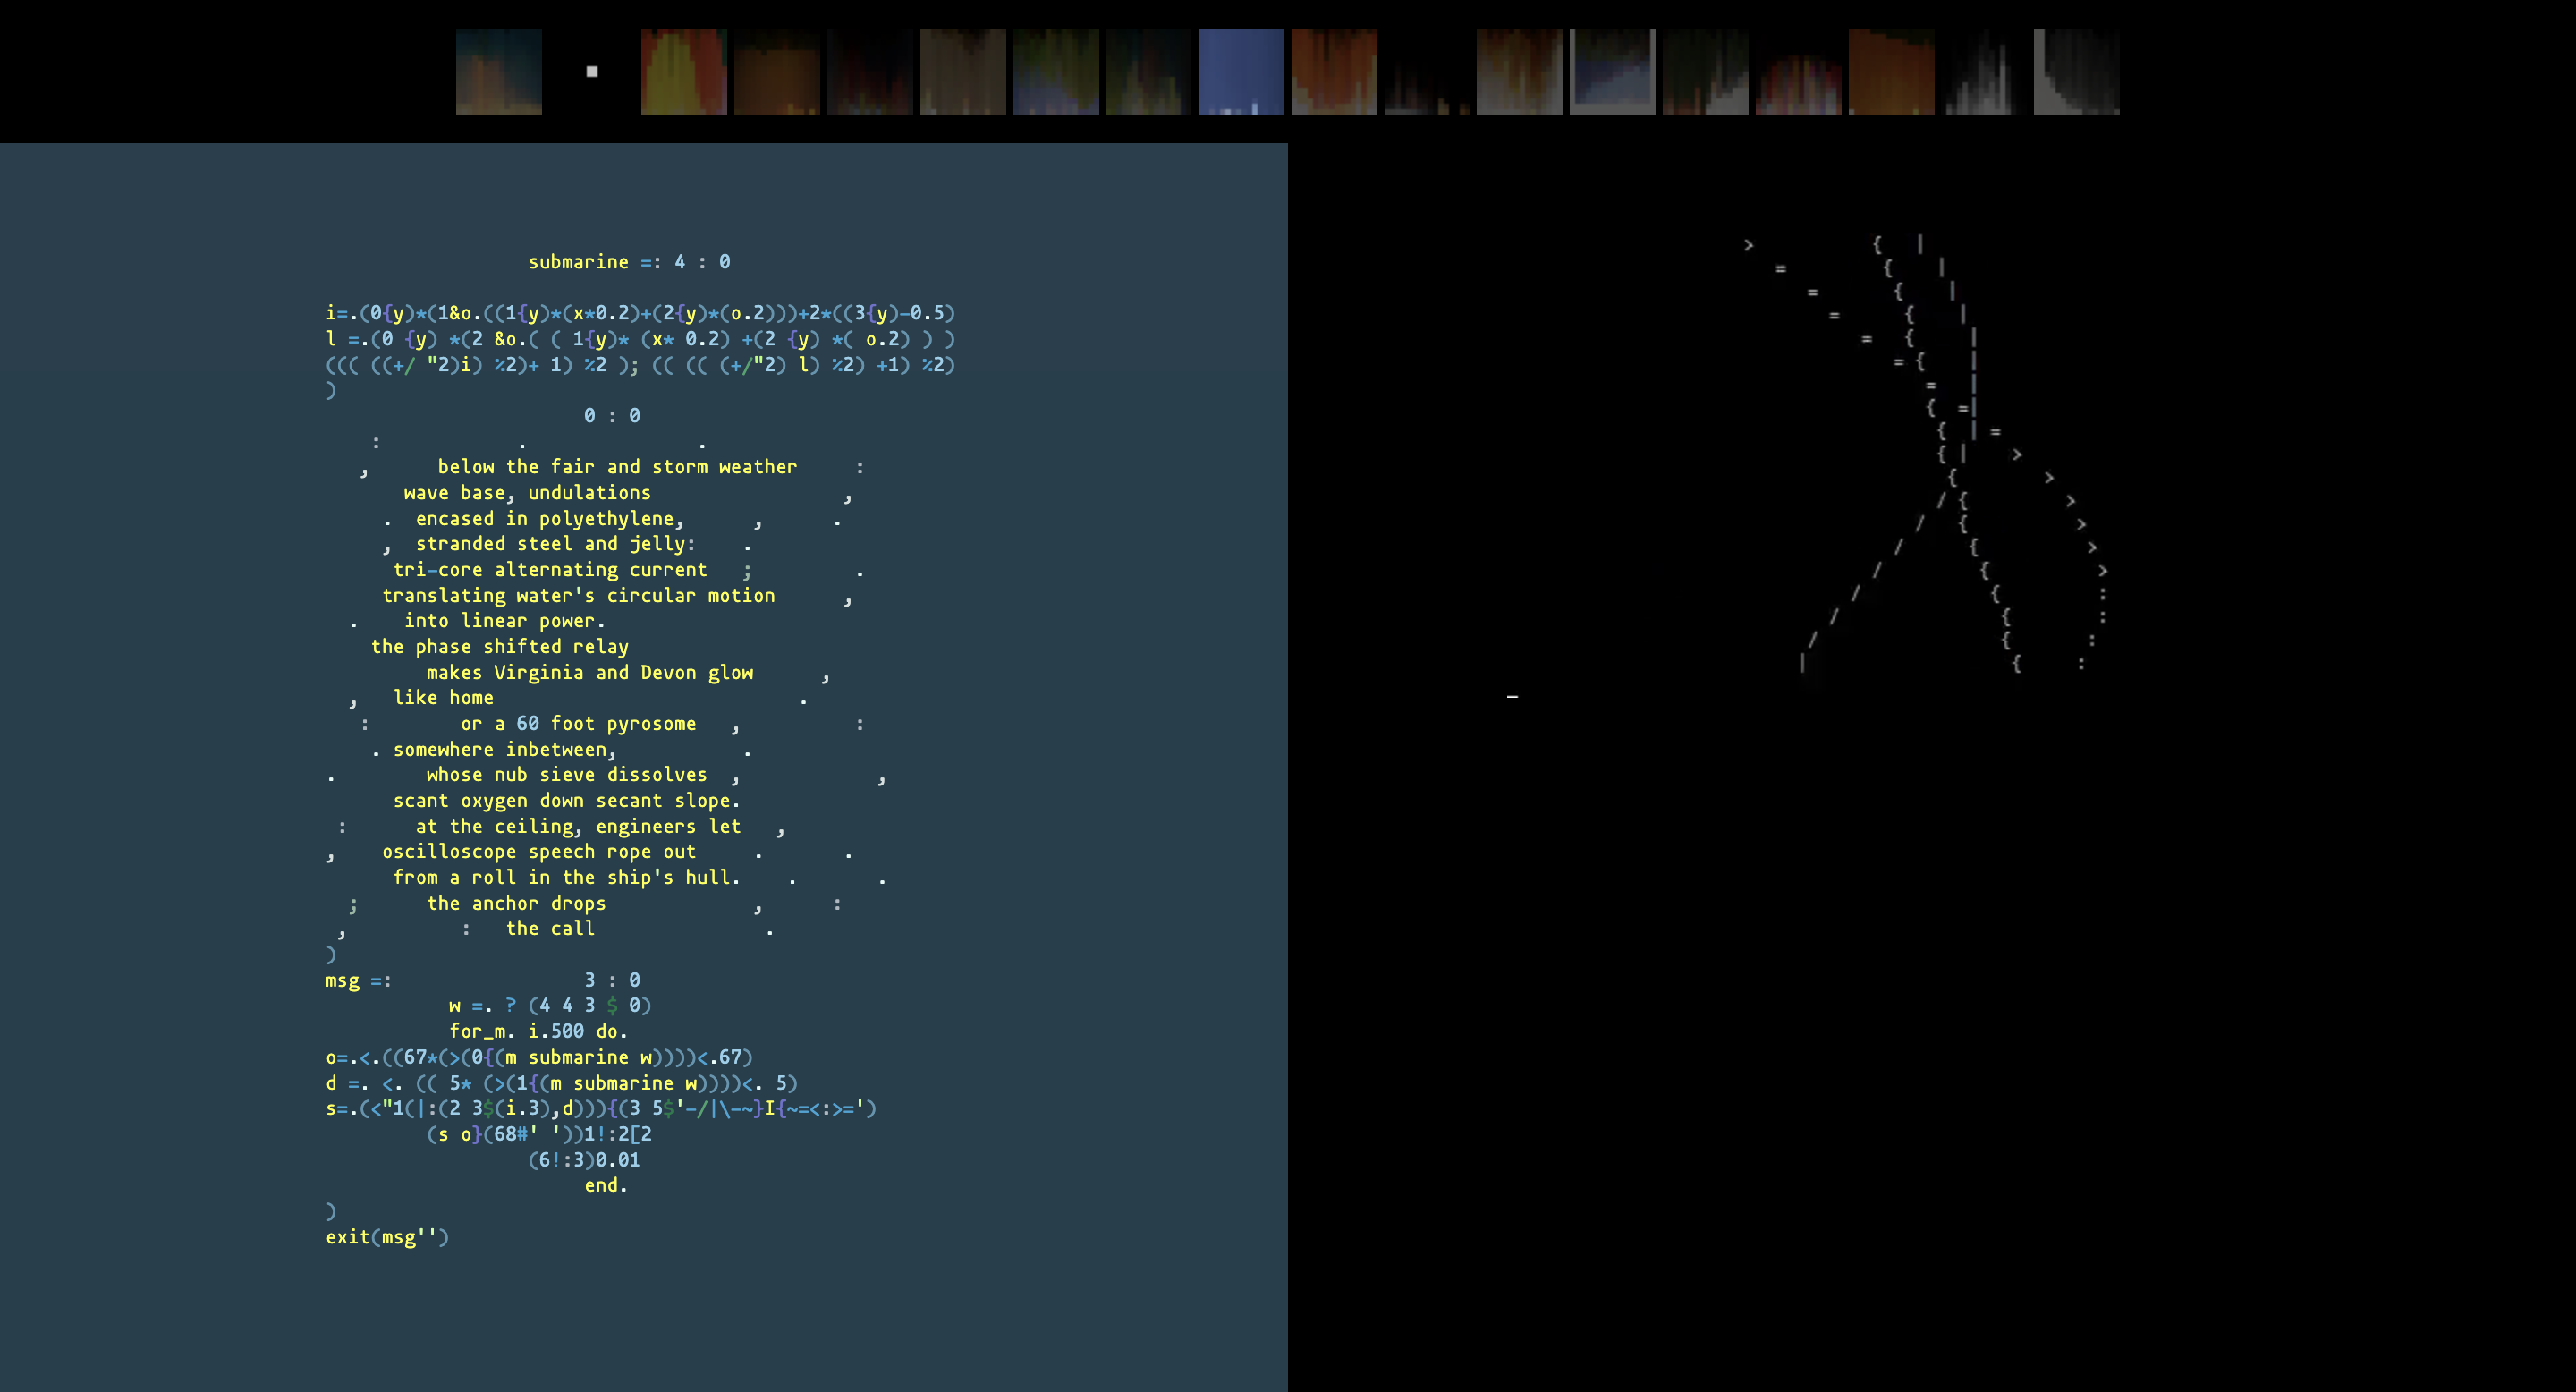 submarine =: 4 : 0
i=.(0{y)*(1&o.((1{y)*(x*0.2)+(2{y)*(o.2)))+2*((3{y)-0.5)
l =.(0 {y) *(2 &o.( ( 1{y)* (x* 0.2) +(2 {y) *( o.2) ) )
((( ((+/ "2)i) %2)+ 1) %2 ); (( (( (+/"2) l) %2) +1) %2)
)
0 : 0
: . .
, below the fair and storm weather :
wave base, undulations ,
. encased in polyethylene, , .
, stranded steel and jelly: .
tri-core alternating current ; .
translating water's circular motion ,
. into linear power.
the phase shifted relay
makes Virginia and Devon glow ,
, like home .
: or a 60 foot pyrosome , :
. somewhere inbetween, .
. whose nub sieve dissolves , ,
scant oxygen down secant slope.
: at the ceiling, engineers let ,
, oscilloscope speech rope out . .
from a roll in the ship's hull. . .
; the anchor drops , :
, : the call .
)
msg =: 3 : 0
w =. ? (4 4 3 $ 0)
for_m. i.500 do.
o=.<.((67*(>(0{(m submarine w))))<.67)
d =. <. (( 5* (>(1{(m submarine w))))<. 5)
s=.(<"1(|:(2 3$(i.3),d))){(3 5$'-/|\-~}I{~=<:>=')
(s o}(68#' '))1!:2[2
(6!:3)0.01
end.
)
exit(msg'')
> { |
= { |
= { |
= { |
= { |
= { |
= |
{ = |
{ | =
{ | >
{ >
/ { >
/ { >
/ { >
/ { >
/ { :
/ { :
/ { :
| { :
_